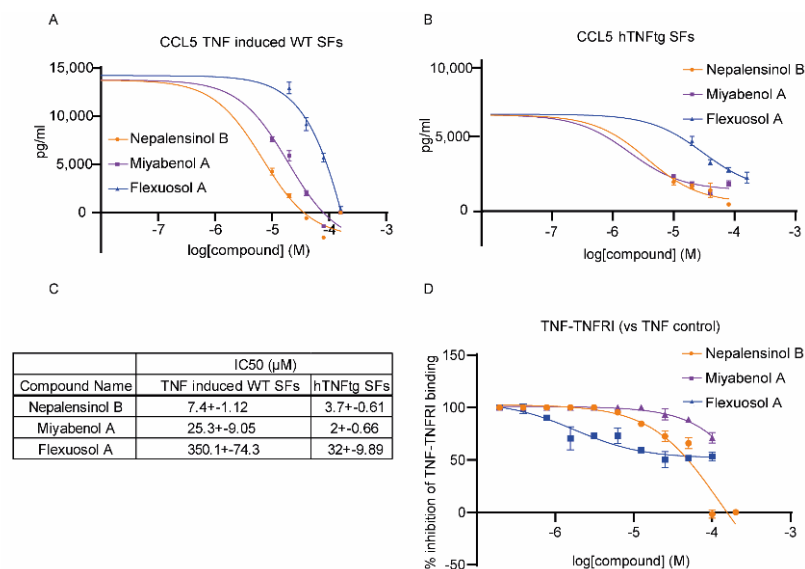 A
CCL5 TNF induced WT SFs
15,000
10,000
5,000
0
pg/ml
Nepalensinol B
Miyabenol A
Flexuosol A
-7 -6 -5 -4 -3
log[compound] (M)
B
CCL5 hTNFtg SFs
10,000
5,000
0
pg/ml
Nepalensinol B
Miyabenol A
Flexuosol A
-7 -6 -5 -4 -3
log[compound] (M)
C
IC50 (µM)
Compound Name TNF induced WT SFs hTNFtg SFs
Nepalensinol B 7.4+-1.12 3.7+-0.61
Miyabenol A 25.3+-9.05 2+-0.66
Flexuosol A 350.1+-74.3 32+-9.89
D
TNF-TNFRI (vs TNF control)
150
100
50
0
-50
% inhibition of TNF-TNFRI binding
Nepalensinol B
Miyabenol A
Flexuosol A
-6 -5 -4 -3
log[compound] (M)